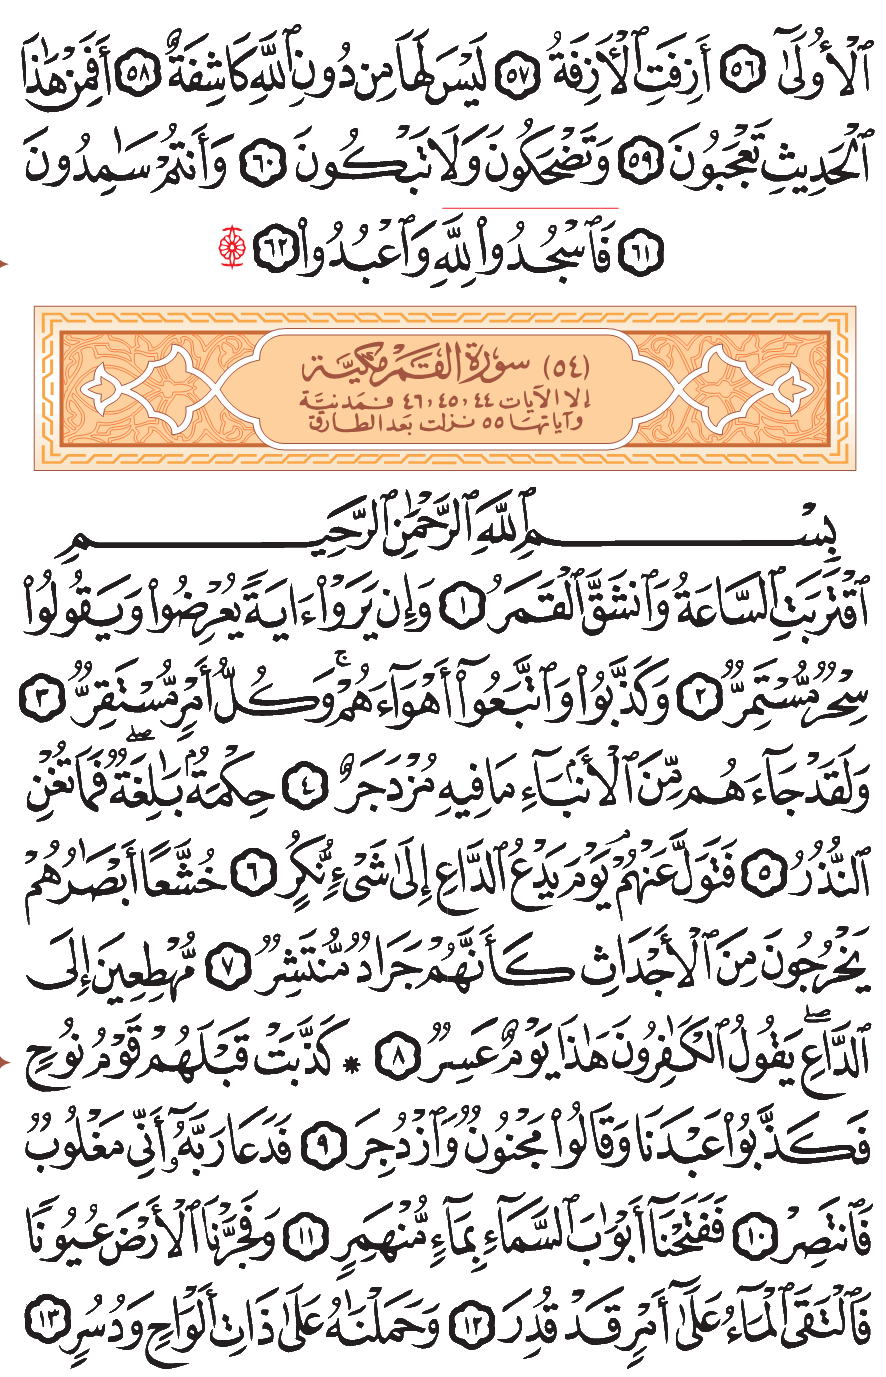 ٱلْأُولَىٰٓ ٥٦ أَزِفَتِ ٱلْأَزِفَةُ ٥٧ لَيْسَ لَهَا مِن دُونِ ٱللَّهِ كَاشِفَةٌ ٥٨ أَفَمِنْ هَٰذَا
ٱلْحَدِيثِ تَعْجَبُونَ ٥٩ وَتَضْحَكُونَ وَلَا تَبْكُونَ ٦٠ وَأَنتُمْ سَٰمِدُونَ
٦١ فَٱسْجُدُوا۟ لِلَّهِ وَٱعْبُدُوا۟ ٦٢
(٥٤) سورة القمر مكية
إلا الآيات ٤٤، ٤٥، ٤٦ فمدنية
وآياتها ٥٥ نزلت بعد الطارق
بِسْمِ ٱللَّهِ ٱلرَّحْمَٰنِ ٱلرَّحِيمِ
ٱقْتَرَبَتِ ٱلسَّاعَةُ وَٱنشَقَّ ٱلْقَمَرُ ١ وَإِن يَرَوْا۟ ءَايَةً يُعْرِضُوا۟ وَيَقُولُوا۟
سِحْرٌ مُّسْتَمِرٌّ ٢ وَكَذَّبُوا۟ وَٱتَّبَعُوٓا۟ أَهْوَآءَهُمْ ۚ وَكُلُّ أَمْرٍ مُّسْتَقِرٌّ ٣
وَلَقَدْ جَآءَهُم مِّنَ ٱلْأَنۢبَآءِ مَا فِيهِ مُزْدَجَرٌ ٤ حِكْمَةٌۢ بَٰلِغَةٌ ۖ فَمَا تُغْنِ
ٱلنُّذُرُ ٥ فَتَوَلَّ عَنْهُمْ ۘ يَوْمَ يَدْعُ ٱلدَّاعِ إِلَىٰ شَىْءٍ نُّكُرٍ ٦ خُشَّعًا أَبْصَٰرُهُمْ
يَخْرُجُونَ مِنَ ٱلْأَجْدَاثِ كَأَنَّهُمْ جَرَادٌ مُّنتَشِرٌ ٧ مُّهْطِعِينَ إِلَى
ٱلدَّاعِ ۖ يَقُولُ ٱلْكَٰفِرُونَ هَٰذَا يَوْمٌ عَسِرٌ ٨ * كَذَّبَتْ قَبْلَهُمْ قَوْمُ نُوحٍ
فَكَذَّبُوا۟ عَبْدَنَا وَقَالُوا۟ مَجْنُونٌ وَٱزْدُجِرَ ٩ فَدَعَا رَبَّهُۥٓ أَنِّى مَغْلُوبٌ
فَٱنتَصِرْ ١٠ فَفَتَحْنَآ أَبْوَٰبَ ٱلسَّمَآءِ بِمَآءٍ مُّنْهَمِرٍ ١١ وَفَجَّرْنَا ٱلْأَرْضَ عُيُونًا
فَٱلْتَقَى ٱلْمَآءُ عَلَىٰٓ أَمْرٍ قَدْ قُدِرَ ١٢ وَحَمَلْنَٰهُ عَلَىٰ ذَاتِ أَلْوَٰحٍ وَدُسُرٍ ١٣